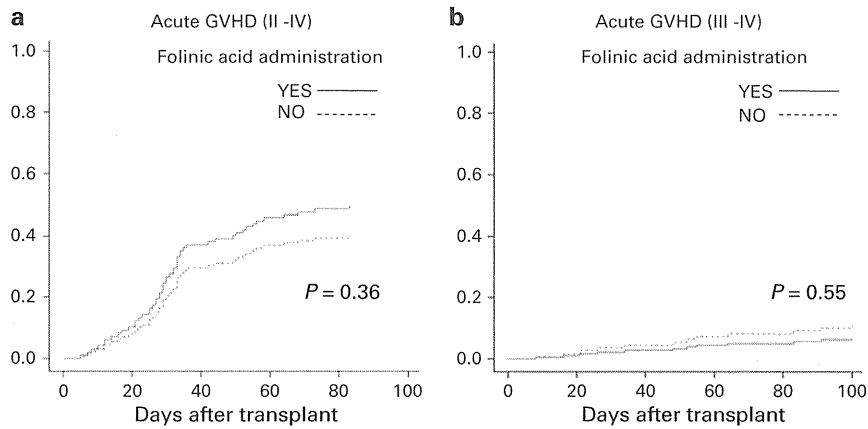 a
Acute GVHD (II -IV)
Folinic acid administration
YES
NO
1.0
0.8
0.6
0.4
0.2
0.0
P = 0.36
0 20 40 60 80 100
Days after transplant
b
Acute GVHD (III -IV)
Folinic acid administration
YES
NO
1.0
0.8
0.6
0.4
0.2
0.0
P = 0.55
0 20 40 60 80 100
Days after transplant